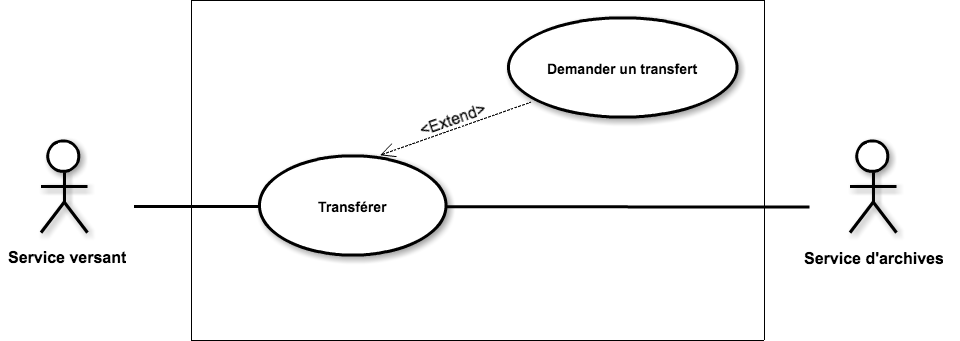 Demander un transfert
<Extend>
Transférer
Service versant
Service d'archives